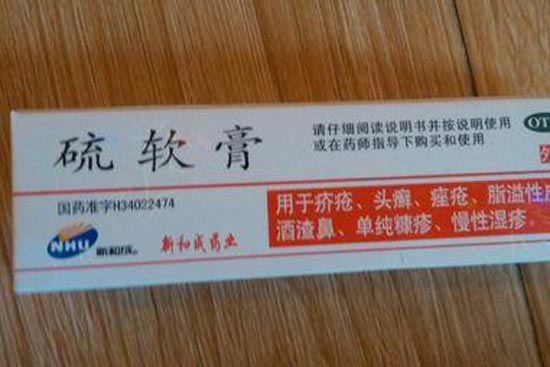 请仔细阅读说明书并按说明使用
或在药师指导下购买和使用
OT
硫软膏
国药准字H34022474
用于疥疮、头癣、痤疮、脂溢性
酒渣鼻、单纯糠疹、慢性湿疹。
NHU
新和成
新和成药业